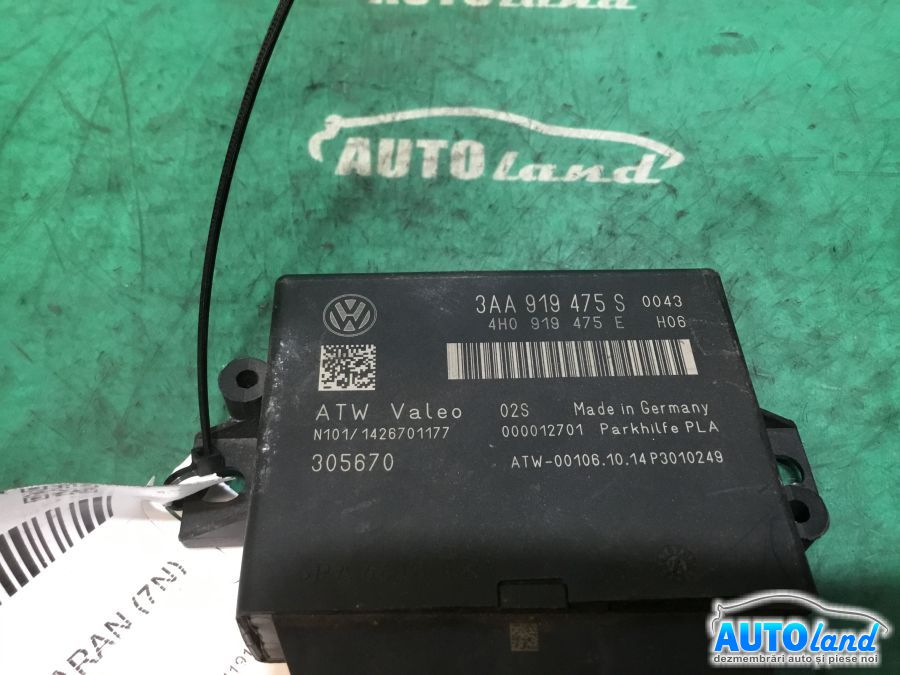 AUTOland
AUTOland
3AA 919 475 S 0043
4H0 919 475 E H06
ATW Valeo 02S Made in Germany
N101/1426701177 000012701 Parkhilfe PLA
305670 ATW-00106.10.14P3010249
ARAN (7N)
AUTOland
dezmembrări auto și piese noi